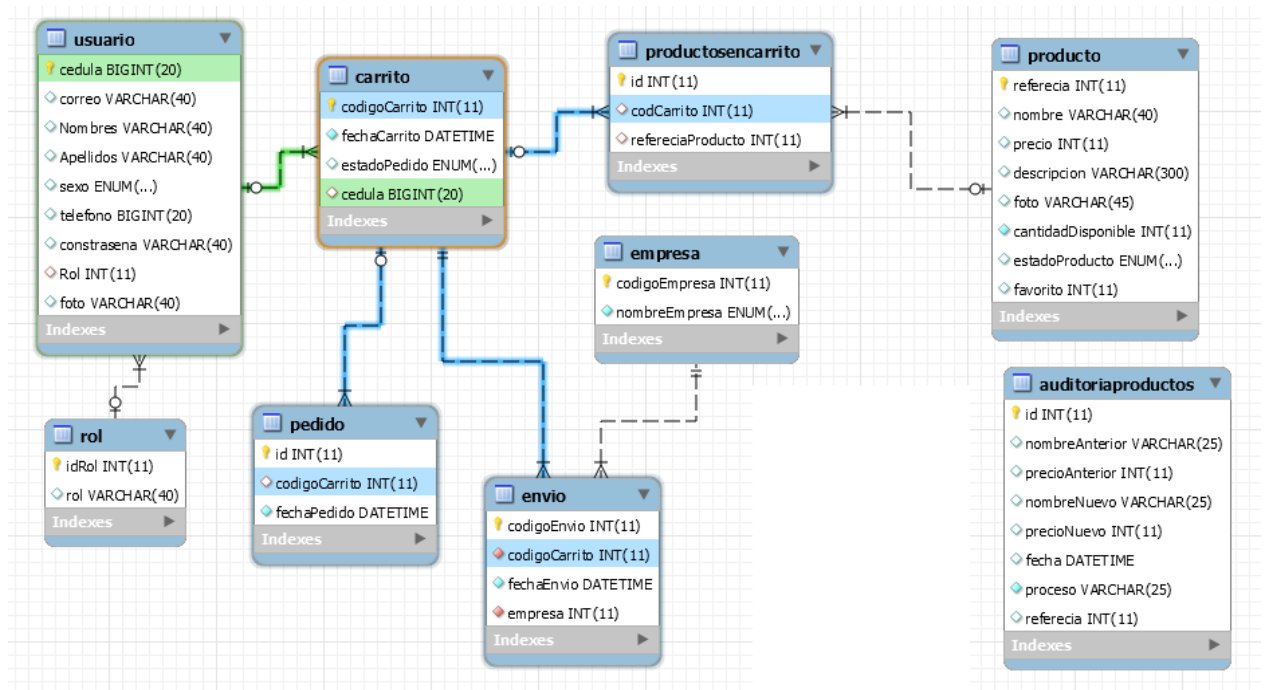 usuario
cedula BIGINT(20)
correo VARCHAR(40)
Nombres VARCHAR(40)
Apellidos VARCHAR(40)
sexo ENUM(...)
telefono BIGINT(20)
constrasena VARCHAR(40)
Rol INT(11)
foto VARCHAR(40)
Indexes
carrito
codigoCarrito INT(11)
fechaCarrito DATETIME
estadoPedido ENUM(...)
cedula BIGINT(20)
Indexes
productosencarrito
id INT(11)
codCarrito INT(11)
refereciaProducto INT(11)
Indexes
producto
referecia INT(11)
nombre VARCHAR(40)
precio INT(11)
descripcion VARCHAR(300)
foto VARCHAR(45)
cantidadDisponible INT(11)
estadoProducto ENUM(...)
favorito INT(11)
Indexes
empresa
codigoEmpresa INT(11)
nombreEmpresa ENUM(...)
Indexes
rol
idRol INT(11)
rol VARCHAR(40)
Indexes
pedido
id INT(11)
codigoCarrito INT(11)
fechaPedido DATETIME
Indexes
envio
codigoEnvio INT(11)
codigoCarrito INT(11)
fechaEnvio DATETIME
empresa INT(11)
Indexes
auditoriaproductos
id INT(11)
nombreAnterior VARCHAR(25)
precioAnterior INT(11)
nombreNuevo VARCHAR(25)
precioNuevo INT(11)
fecha DATETIME
proceso VARCHAR(25)
referecia INT(11)
Indexes